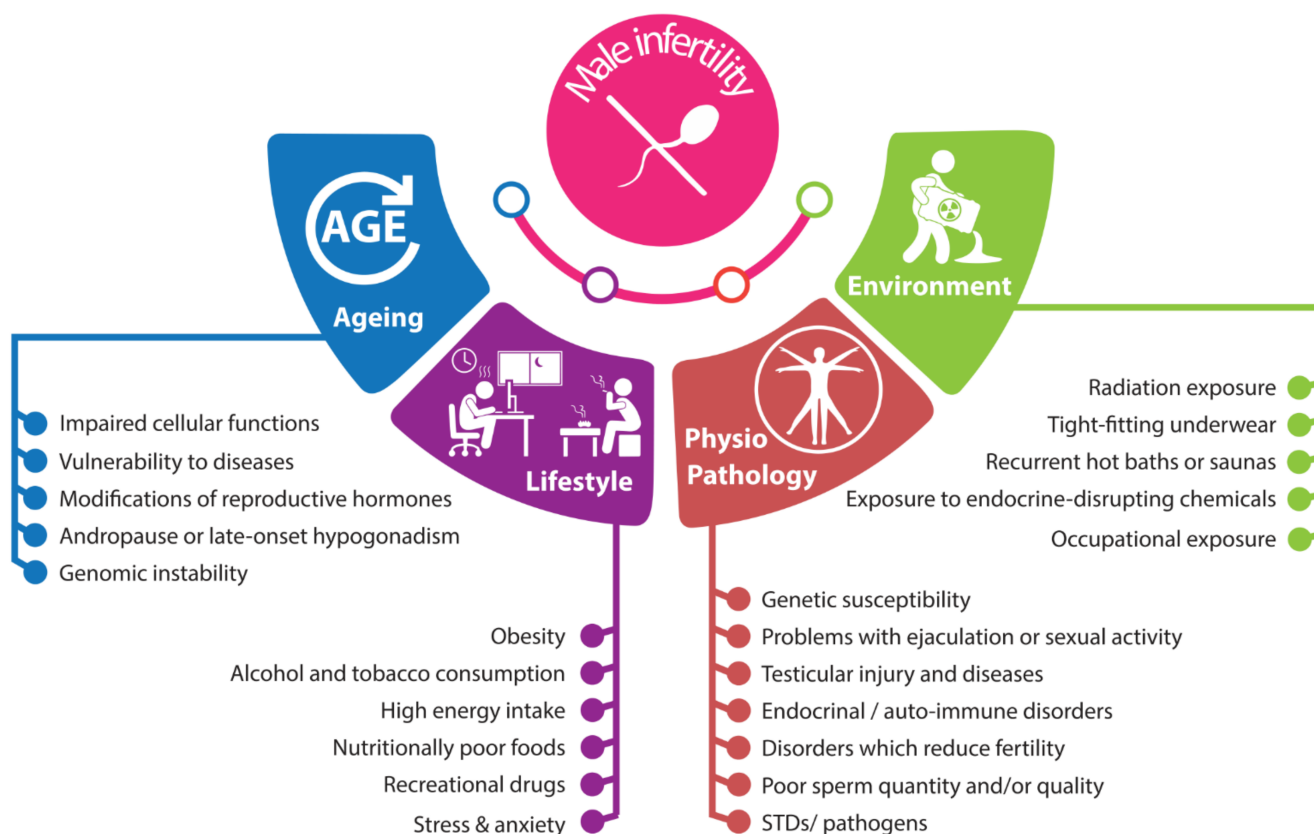 Male infertility
AGE
Ageing
Lifestyle
Physio
Pathology
Environment
Impaired cellular functions
Vulnerability to diseases
Modifications of reproductive hormones
Andropause or late-onset hypogonadism
Genomic instability
Obesity
Alcohol and tobacco consumption
High energy intake
Nutritionally poor foods
Recreational drugs
Stress & anxiety
Genetic susceptibility
Problems with ejaculation or sexual activity
Testicular injury and diseases
Endocrinal / auto-immune disorders
Disorders which reduce fertility
Poor sperm quantity and/or quality
STDs/ pathogens
Radiation exposure
Tight-fitting underwear
Recurrent hot baths or saunas
Exposure to endocrine-disrupting chemicals
Occupational exposure